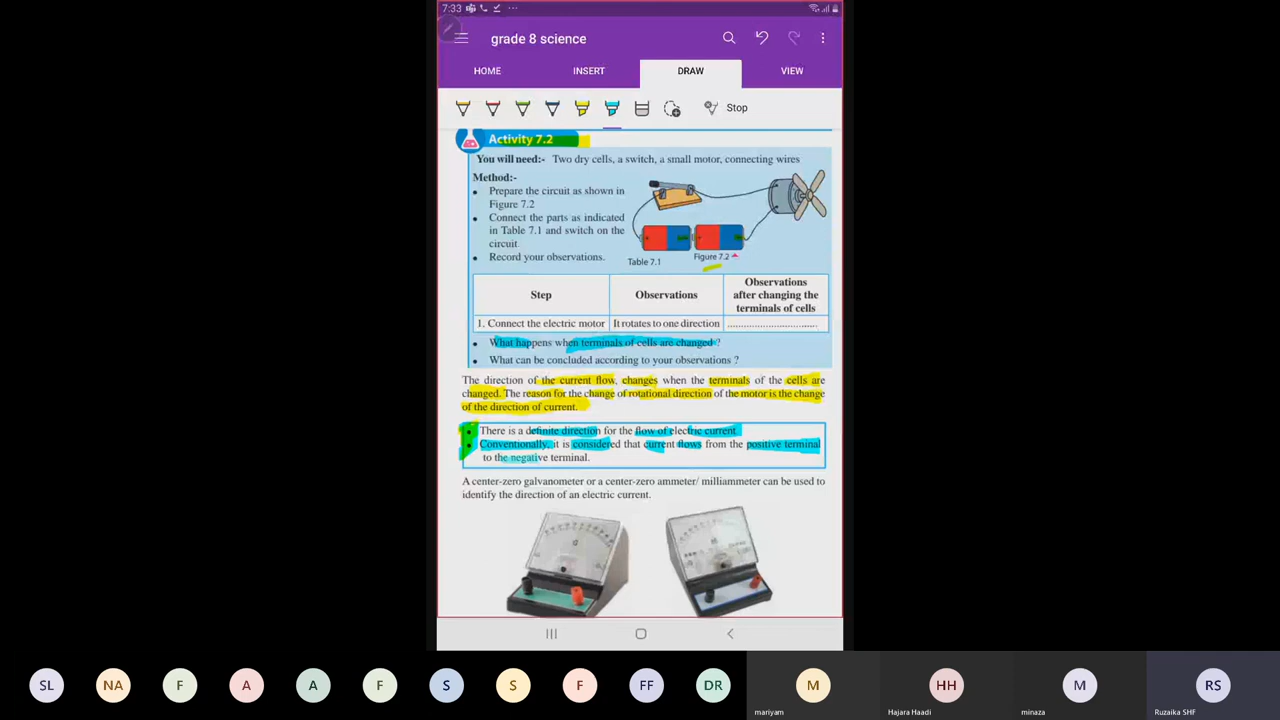 7:33
grade 8 science
HOME INSERT DRAW VIEW
Stop
Activity 7.2
You will need:- Two dry cells, a switch, a small motor, connecting wires
Method:-
• Prepare the circuit as shown in
Figure 7.2
• Connect the parts as indicated
in Table 7.1 and switch on the
circuit.
• Record your observations.
Table 7.1
Figure 7.2
Step
Observations
Observations
after changing the
terminals of cells
1. Connect the electric motor
It rotates to one direction
................................
• What happens when terminals of cells are changed ?
• What can be concluded according to your observations ?
The direction of the current flow, changes when the terminals of the cells are
changed. The reason for the change of rotational direction of the motor is the change
of the direction of current.
• There is a definite direction for the flow of electric current.
• Conventionally, it is considered that current flows from the positive terminal
to the negative terminal.
A center-zero galvanometer or a center-zero ammeter/ milliammeter can be used to
identify the direction of an electric current.
SL NA F A A F S S F FF DR M HH M RS
mariyam Hajara Haadi minaza Ruzaika SHF